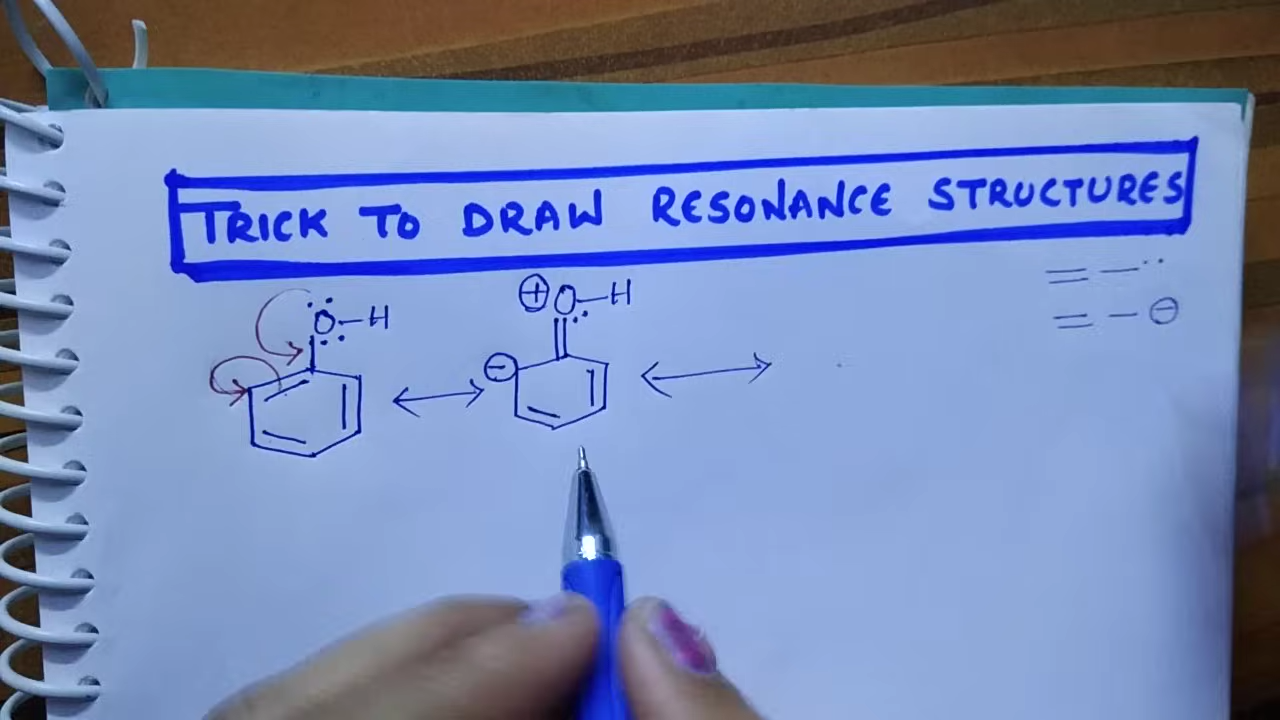 TRICK TO DRAW RESONANCE STRUCTURES
= − ··
= − ⊖
:Ö−H
⊕ O−H
⊖